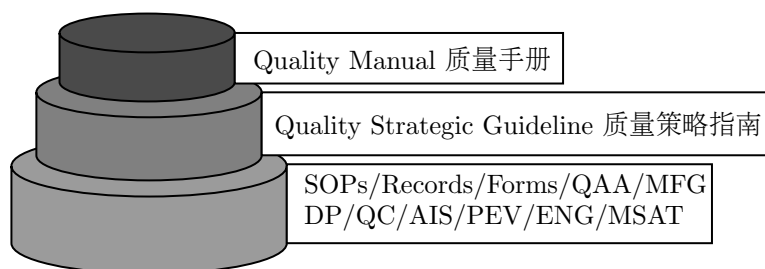 Quality Manual 质量手册
Quality Strategic Guideline 质量策略指南
SOPs/Records/Forms/QAA/MFG
DP/QC/AIS/PEV/ENG/MSAT